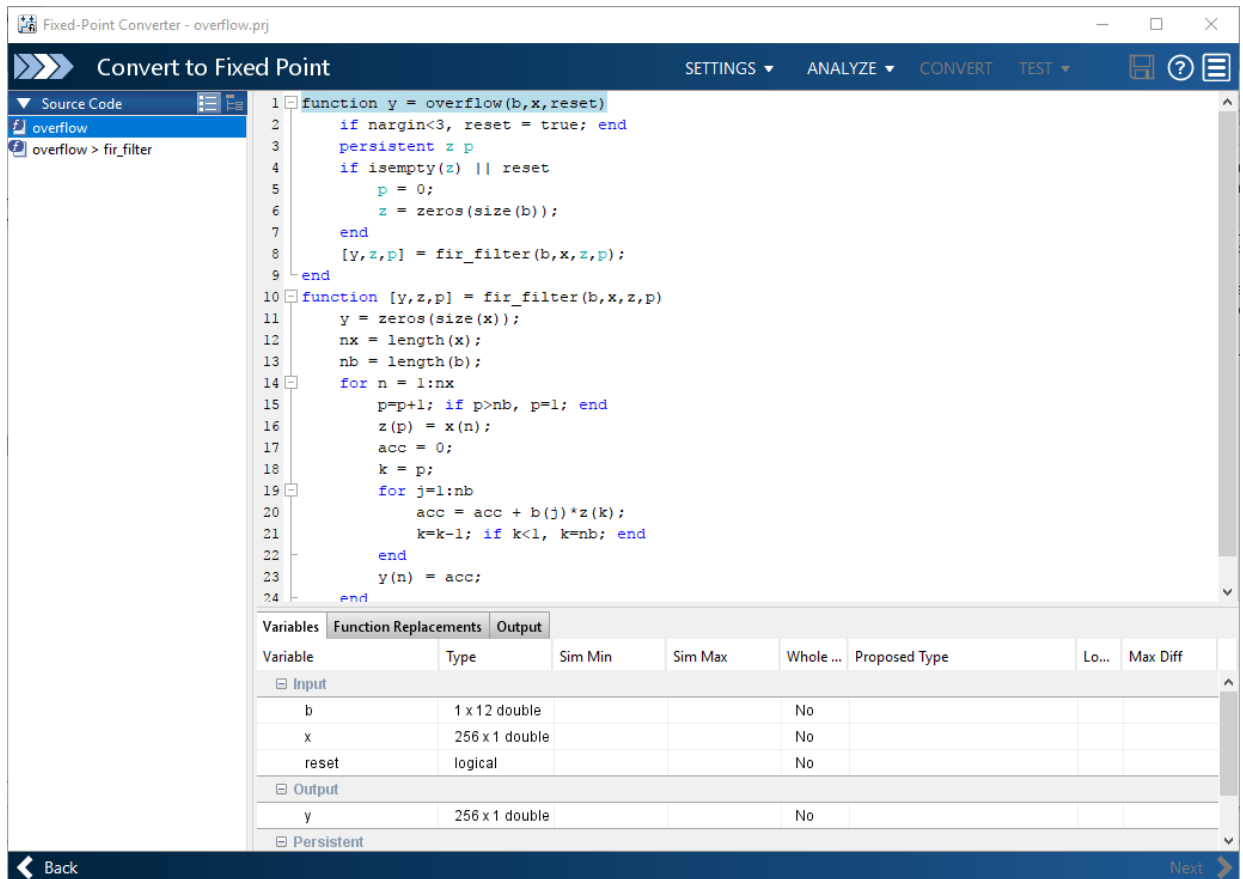 Fixed-Point Converter - overflow.prj
Convert to Fixed Point
SETTINGS ANALYZE CONVERT TEST
Source Code
overflow
overflow > fir_filter
1 function y = overflow(b,x,reset)
2 if nargin<3, reset = true; end
3 persistent z p
4 if isempty(z) || reset
5 p = 0;
6 z = zeros(size(b));
7 end
8 [y,z,p] = fir_filter(b,x,z,p);
9 end
10 function [y,z,p] = fir_filter(b,x,z,p)
11 y = zeros(size(x));
12 nx = length(x);
13 nb = length(b);
14 for n = 1:nx
15 p=p+1; if p>nb, p=1; end
16 z(p) = x(n);
17 acc = 0;
18 k = p;
19 for j=1:nb
20 acc = acc + b(j)*z(k);
21 k=k-1; if k<1, k=nb; end
22 end
23 y(n) = acc;
24 end
Variables Function Replacements Output
Variable Type Sim Min Sim Max Whole ... Proposed Type Lo... Max Diff
Input
b 1 x 12 double No
x 256 x 1 double No
reset logical No
Output
y 256 x 1 double No
Persistent
Back Next